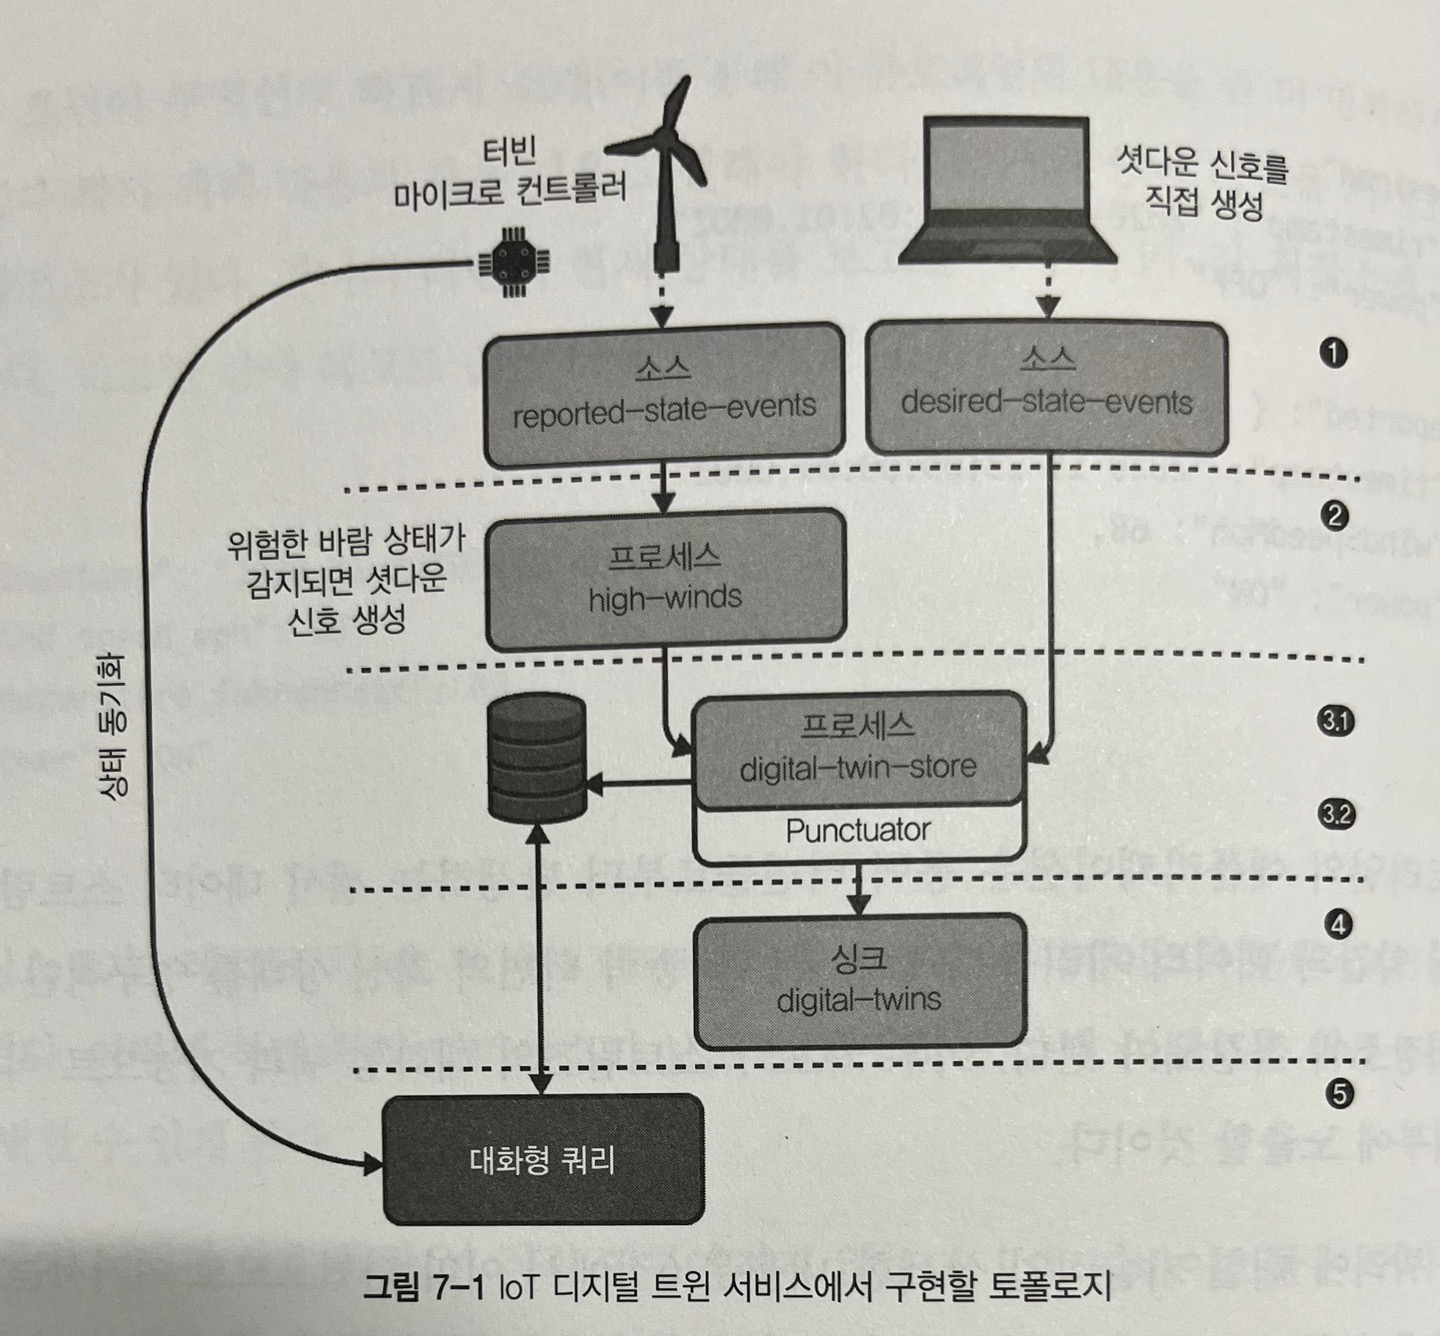 터빈
마이크로 컨트롤러
셧다운 신호를
직접 생성
소스
reported-state-events
소스
desired-state-events
1
위험한 바람 상태가
감지되면 셧다운
신호 생성
프로세스
high-winds
2
상태 동기화
프로세스
digital-twin-store
3.1
Punctuator
3.2
싱크
digital-twins
4
대화형 쿼리
5
그림 7-1 IoT 디지털 트윈 서비스에서 구현할 토폴로지